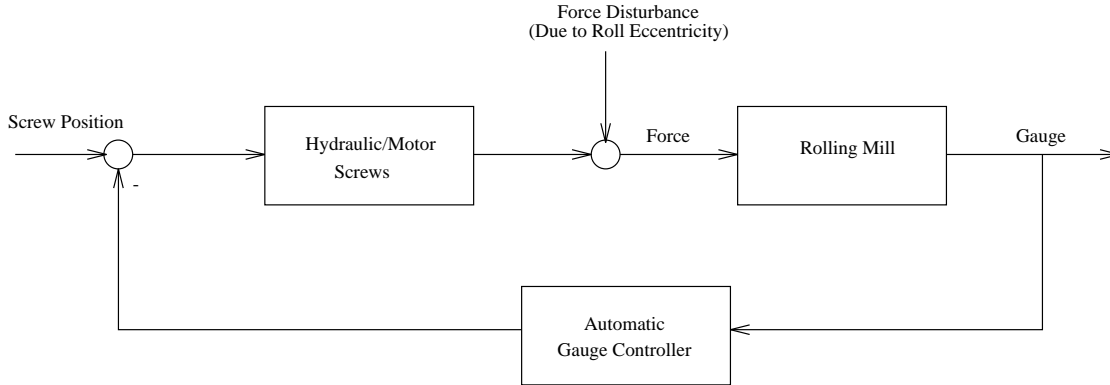 Force Disturbance
(Due to Roll Eccentricity)
Screw Position
Hydraulic/Motor
Screws
Force
Rolling Mill
Gauge
-
Automatic
Gauge Controller